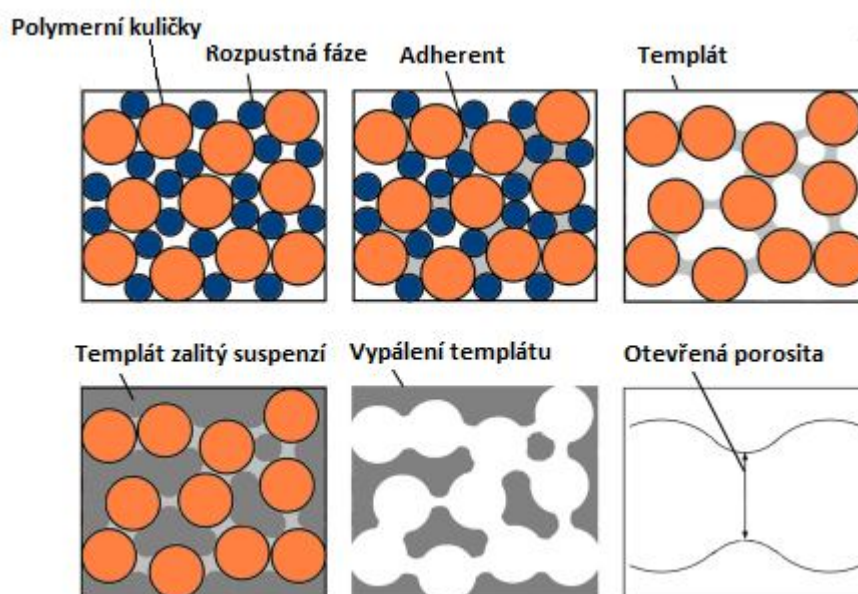 Polymerní kuličky
Rozpustná fáze
Adherent
Templát
Templát zalitý suspenzí
Vypálení templátu
Otevřená porosita